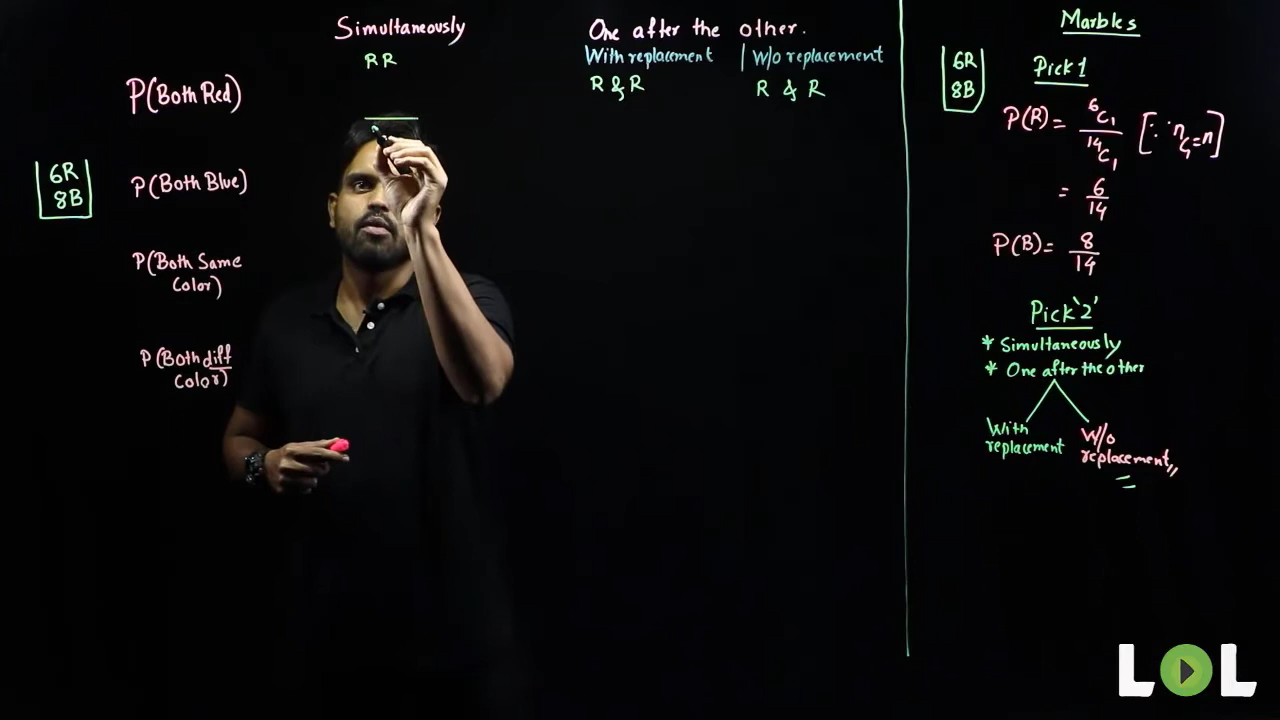 Simultaneously
RR
One after the other.
With replacement | W/o replacement
R & R
R & R
P(Both Red)
6R
8B
P(Both Blue)
P(Both Same
Color)
P(Both diff
Color)
Marbles
6R
8B
Pick 1
P(R) = ⁶C₁ / ¹⁴C₁ [∵ ⁿC₁ = n]
= 6/14
P(B) = 8/14
Pick '2'
* Simultaneously
* One after the other
With
replacement
W/o
replacement
LOL